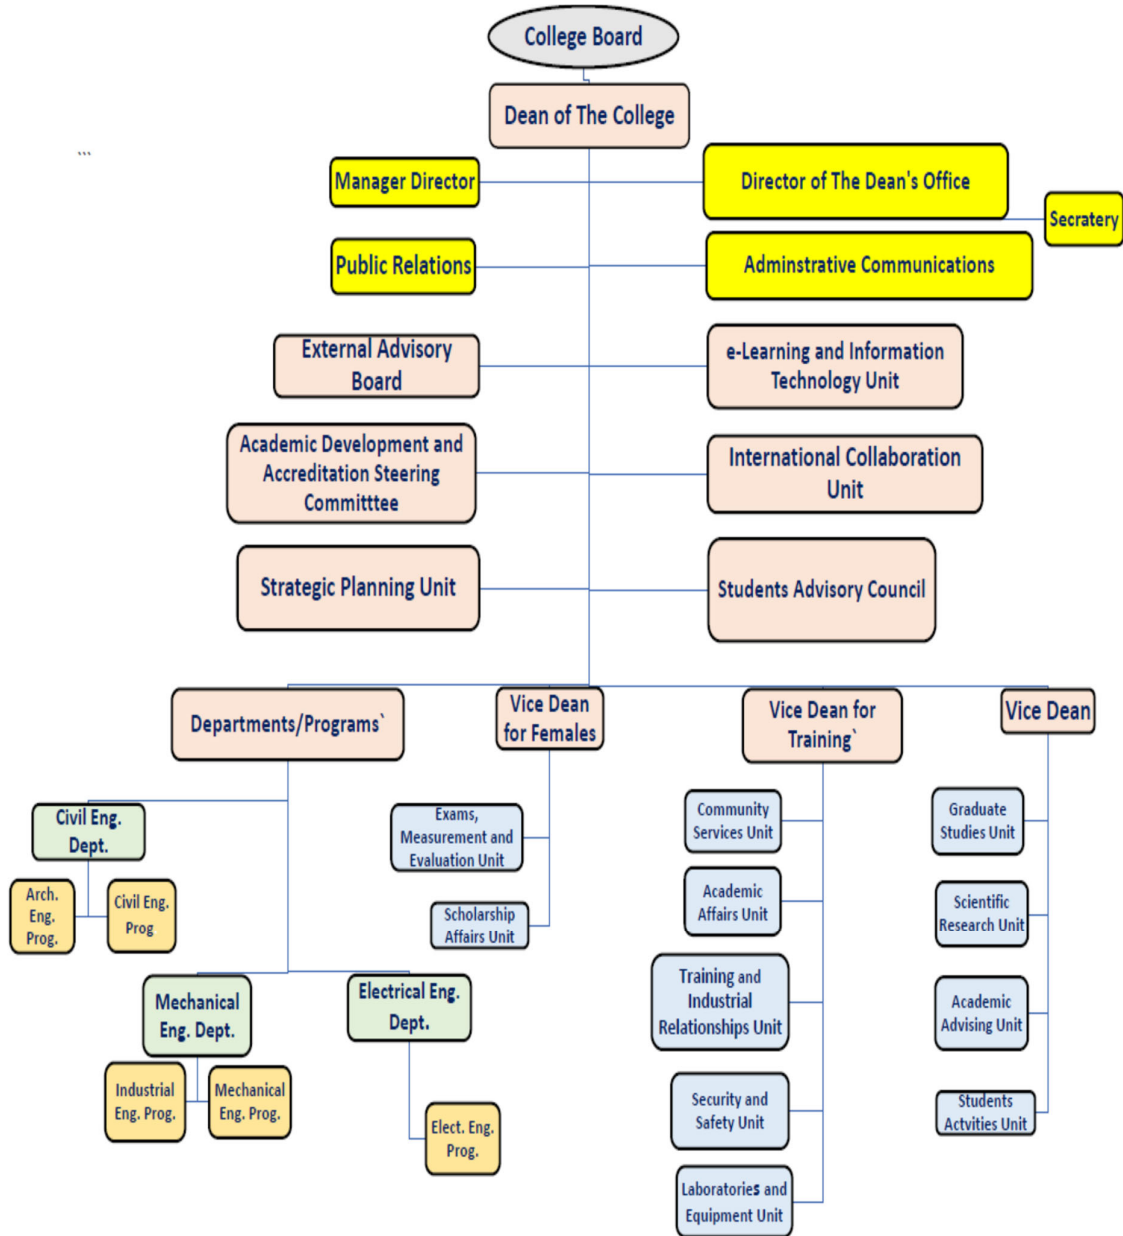 College Board
Dean of The College
```
Manager Director
Director of The Dean's Office
Secratery
Public Relations
Adminstrative Communications
External Advisory
Board
e-Learning and Information
Technology Unit
Academic Development and
Accreditation Steering
Committtee
International Collaboration
Unit
Strategic Planning Unit
Students Advisory Council
Departments/Programs`
Vice Dean
for Females
Vice Dean for
Training`
Vice Dean
Civil Eng.
Dept.
Arch.
Eng.
Prog.
Civil Eng.
Prog.
Mechanical
Eng. Dept.
Industrial
Eng. Prog.
Mechanical
Eng. Prog.
Electrical Eng.
Dept.
Elect. Eng.
Prog.
Exams,
Measurement and
Evaluation Unit
Scholarship
Affairs Unit
Community
Services Unit
Academic
Affairs Unit
Training and
Industrial
Relationships Unit
Security and
Safety Unit
Laboratories and
Equipment Unit
Graduate
Studies Unit
Scientific
Research Unit
Academic
Advising Unit
Students
Actvities Unit